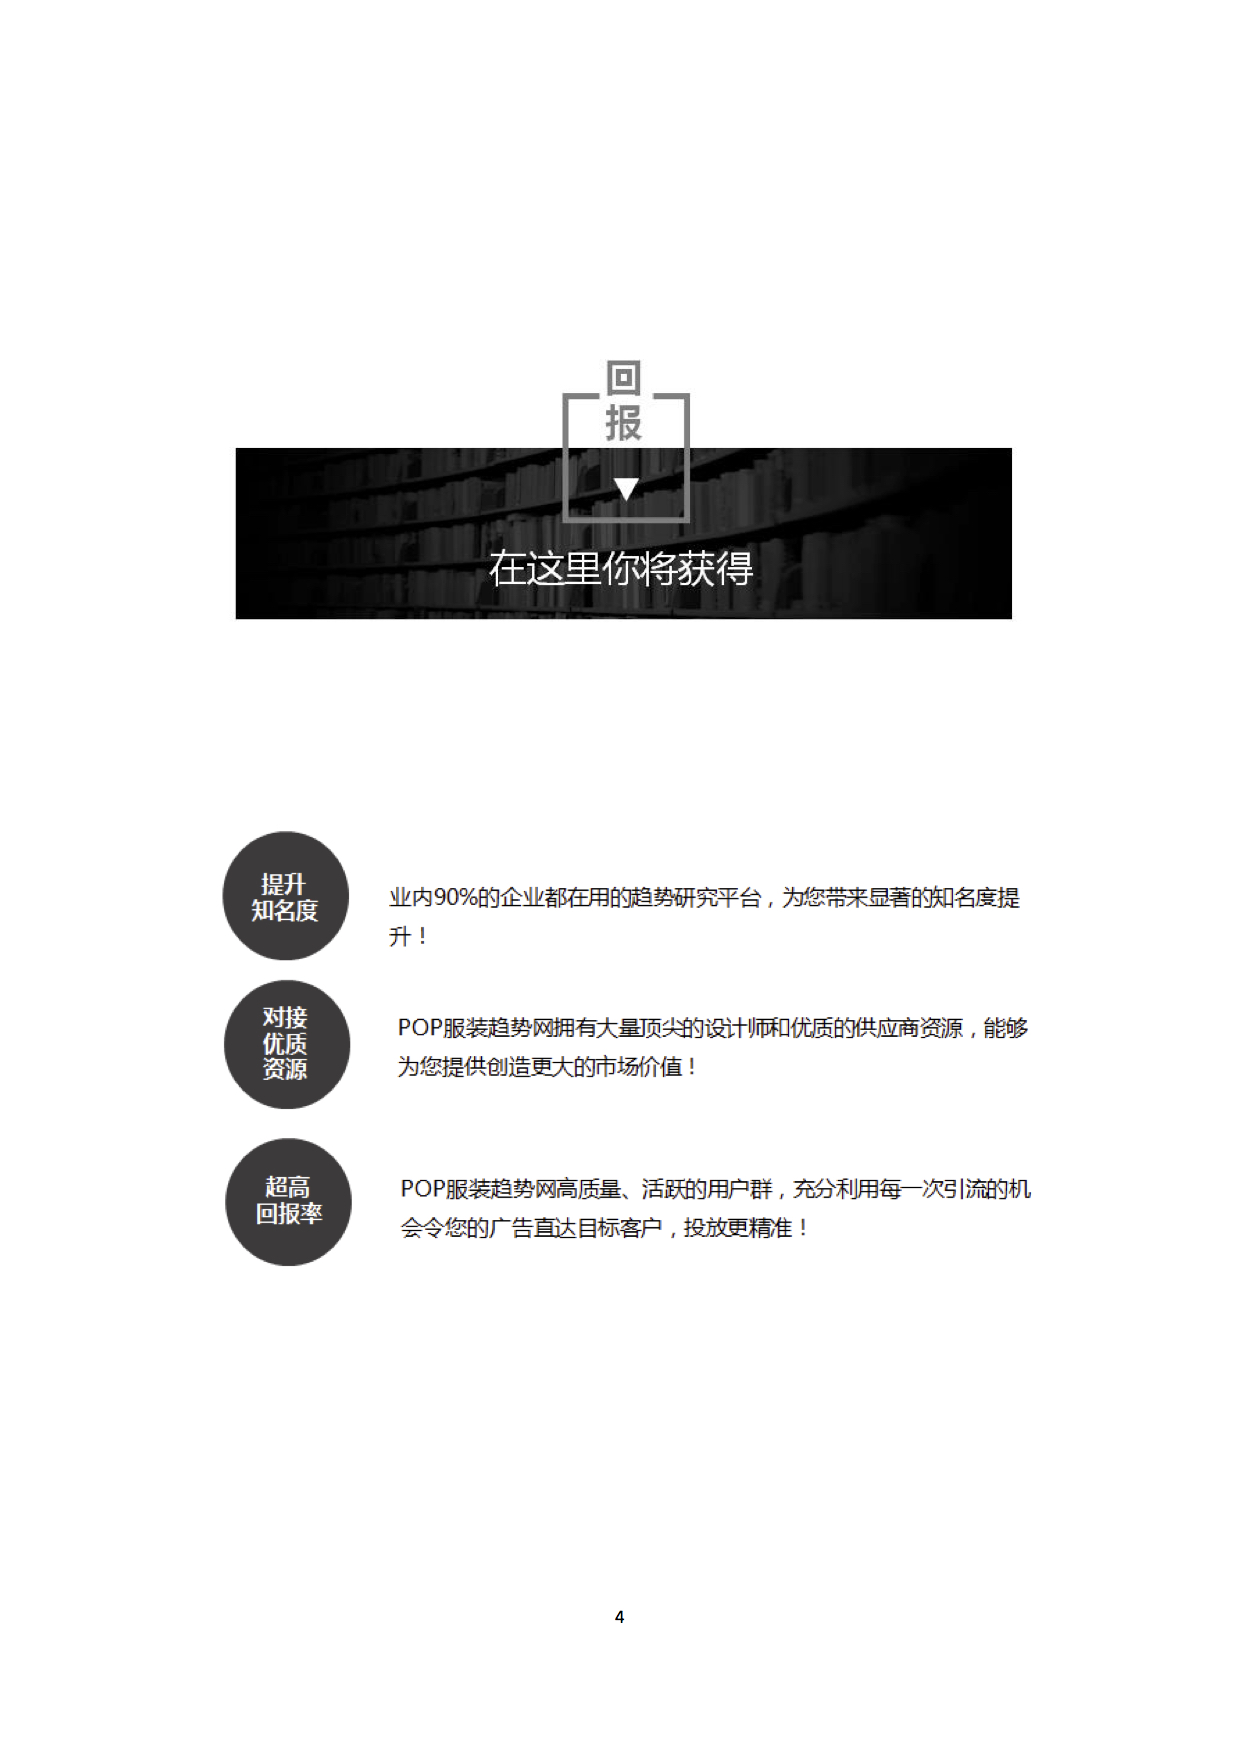 回
报
在这里你将获得
提升
知名度
业内90%的企业都在用的趋势研究平台，为您带来显著的知名度提
升！
对接
优质
资源
POP服装趋势网拥有大量顶尖的设计师和优质的供应商资源，能够
为您提供创造更大的市场价值！
超高
回报率
POP服装趋势网高质量、活跃的用户群，充分利用每一次引流的机
会令您的广告直达目标客户，投放更精准！
4